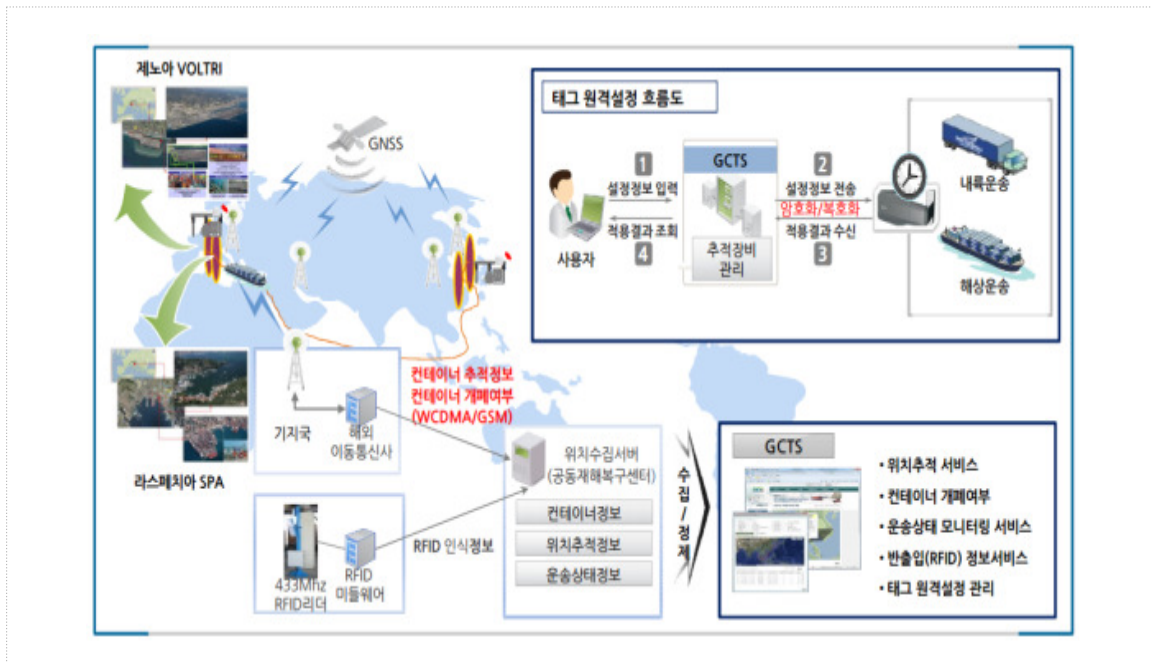 제노아 VOLTRI
GNSS
태그 원격설정 흐름도
1
설정정보 입력
GCTS
2
설정정보 전송
암호화/복호화
적용결과 조회
4
적용결과 수신
3
추적장비
관리
사용자
내륙운송
해상운송
컨테이너 추적정보
컨테이너 개폐여부
(WCDMA/GSM)
기지국
해외
이동통신사
라스페치아 SPA
433Mhz
RFID리더
RFID
미들웨어
RFID 인식정보
위치수집서버
(공동재해복구센터)
컨테이너정보
위치추적정보
운송상태정보
수집/정제
GCTS
• 위치추적 서비스
• 컨테이너 개폐여부
• 운송상태 모니터링 서비스
• 반출입(RFID) 정보서비스
• 태그 원격설정 관리